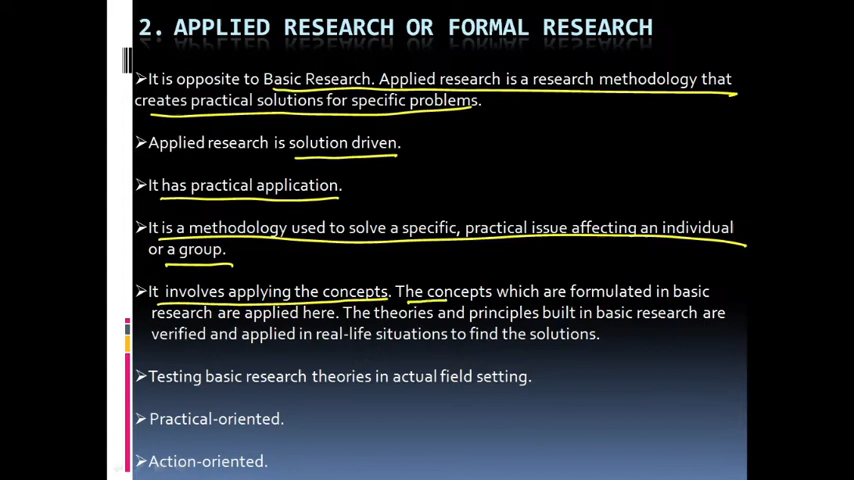 2. APPLIED RESEARCH OR FORMAL RESEARCH
➢It is opposite to Basic Research. Applied research is a research methodology that
creates practical solutions for specific problems.
➢Applied research is solution driven.
➢It has practical application.
➢It is a methodology used to solve a specific, practical issue affecting an individual
or a group.
➢It involves applying the concepts. The concepts which are formulated in basic
research are applied here. The theories and principles built in basic research are
verified and applied in real-life situations to find the solutions.
➢Testing basic research theories in actual field setting.
➢Practical-oriented.
➢Action-oriented.